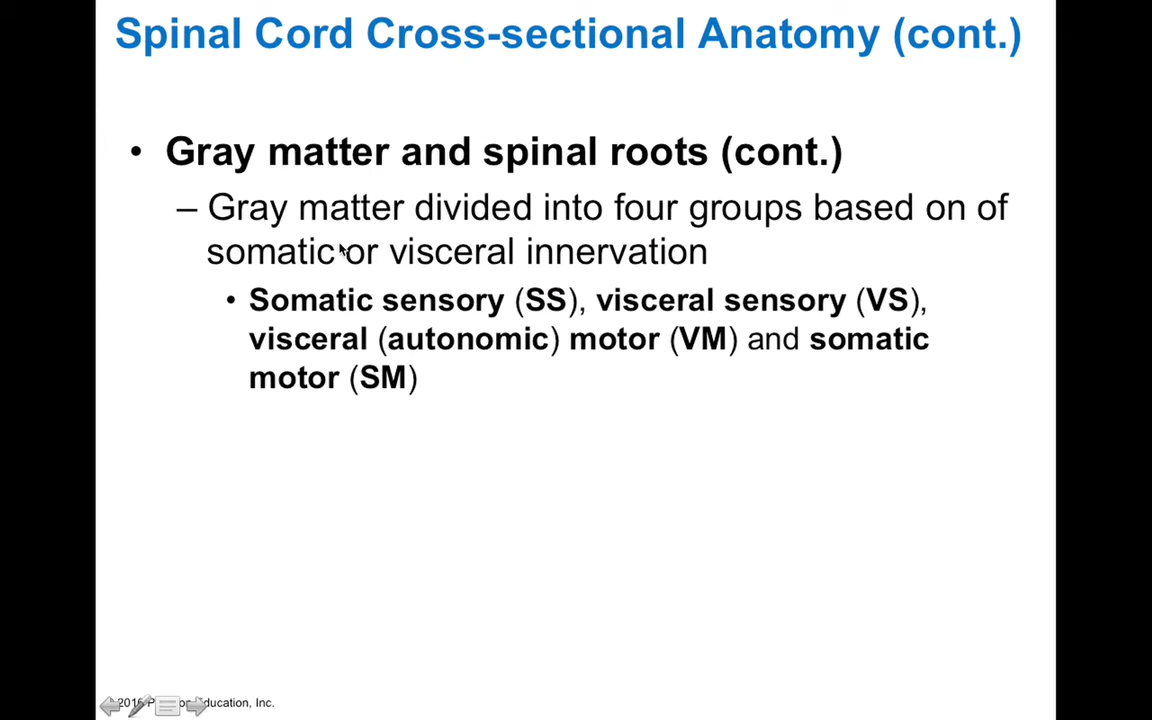 Spinal Cord Cross-sectional Anatomy (cont.)
• Gray matter and spinal roots (cont.)
– Gray matter divided into four groups based on of
somatic or visceral innervation
• Somatic sensory (SS), visceral sensory (VS),
visceral (autonomic) motor (VM) and somatic
motor (SM)
Education, Inc.